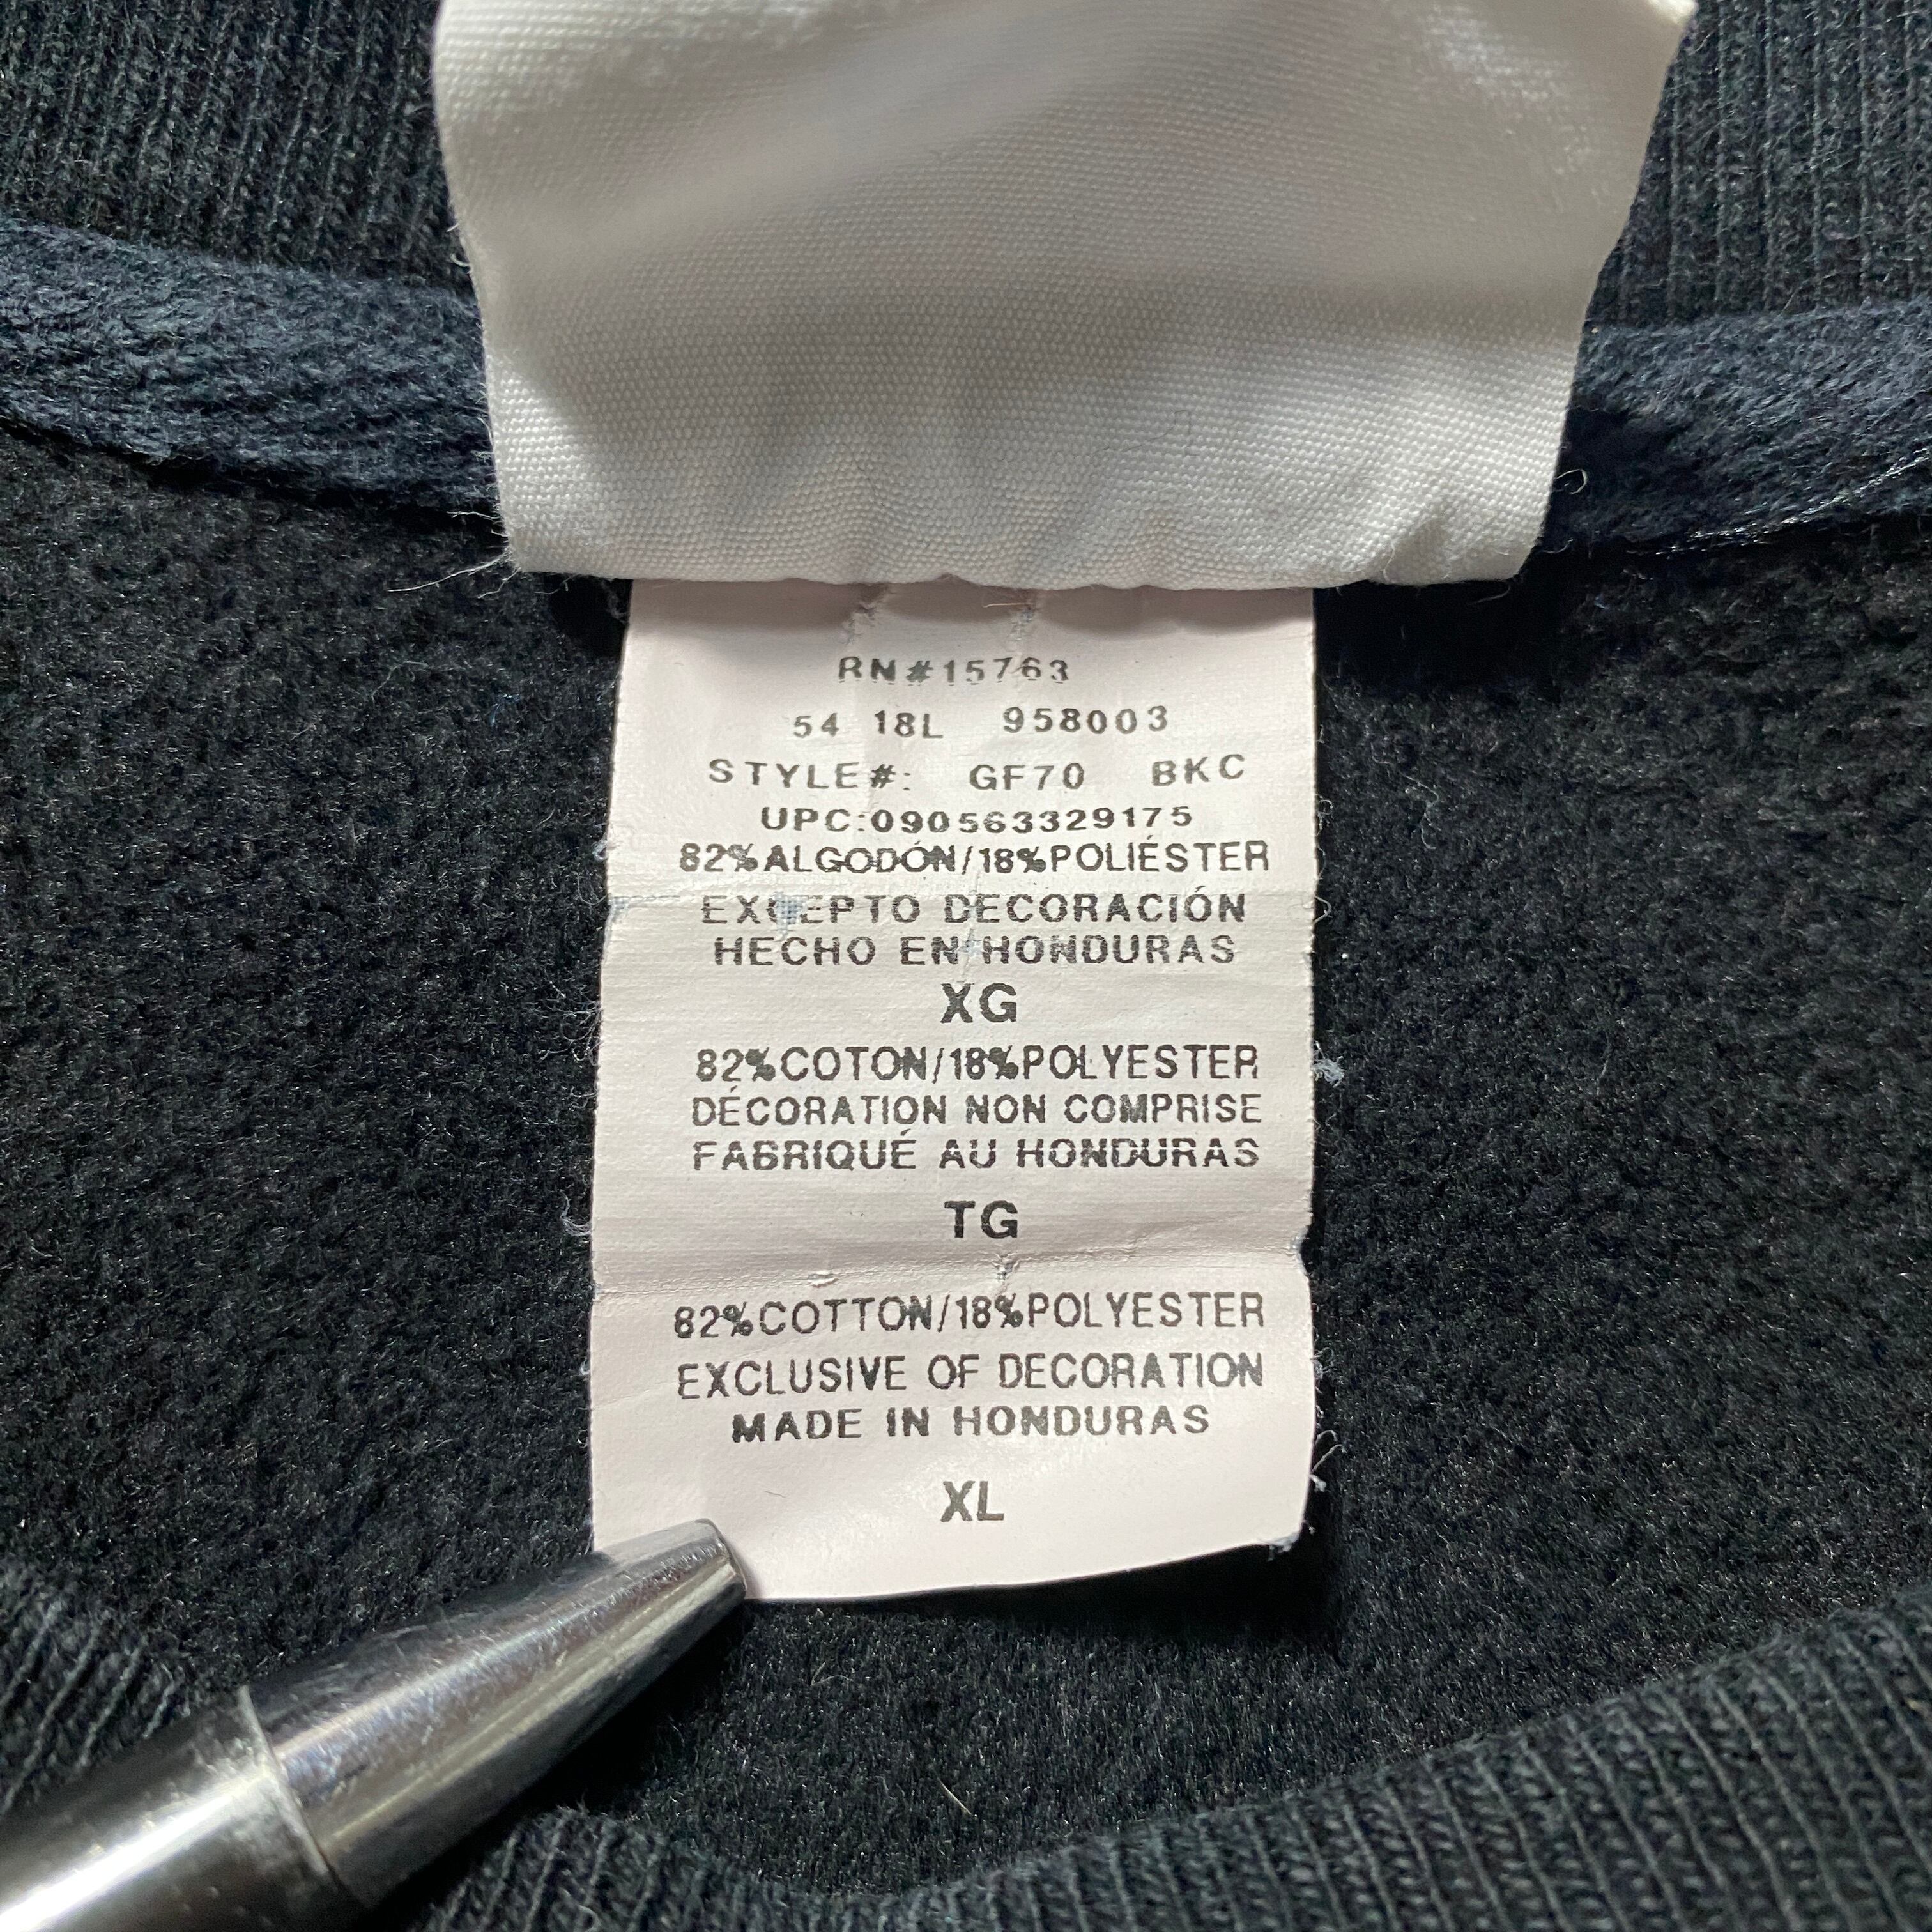 RN#15763
54 18L 958003
STYLE#: GF70 BKC
UPC:090563329175
82%ALGODÓN/18%POLIÉSTER
EXCEPTO DECORACIÓN
HECHO EN HONDURAS
XG
82%COTON/18%POLYESTER
DÉCORATION NON COMPRISE
FABRIQUÉ AU HONDURAS
TG
82%COTTON/18%POLYESTER
EXCLUSIVE OF DECORATION
MADE IN HONDURAS
XL